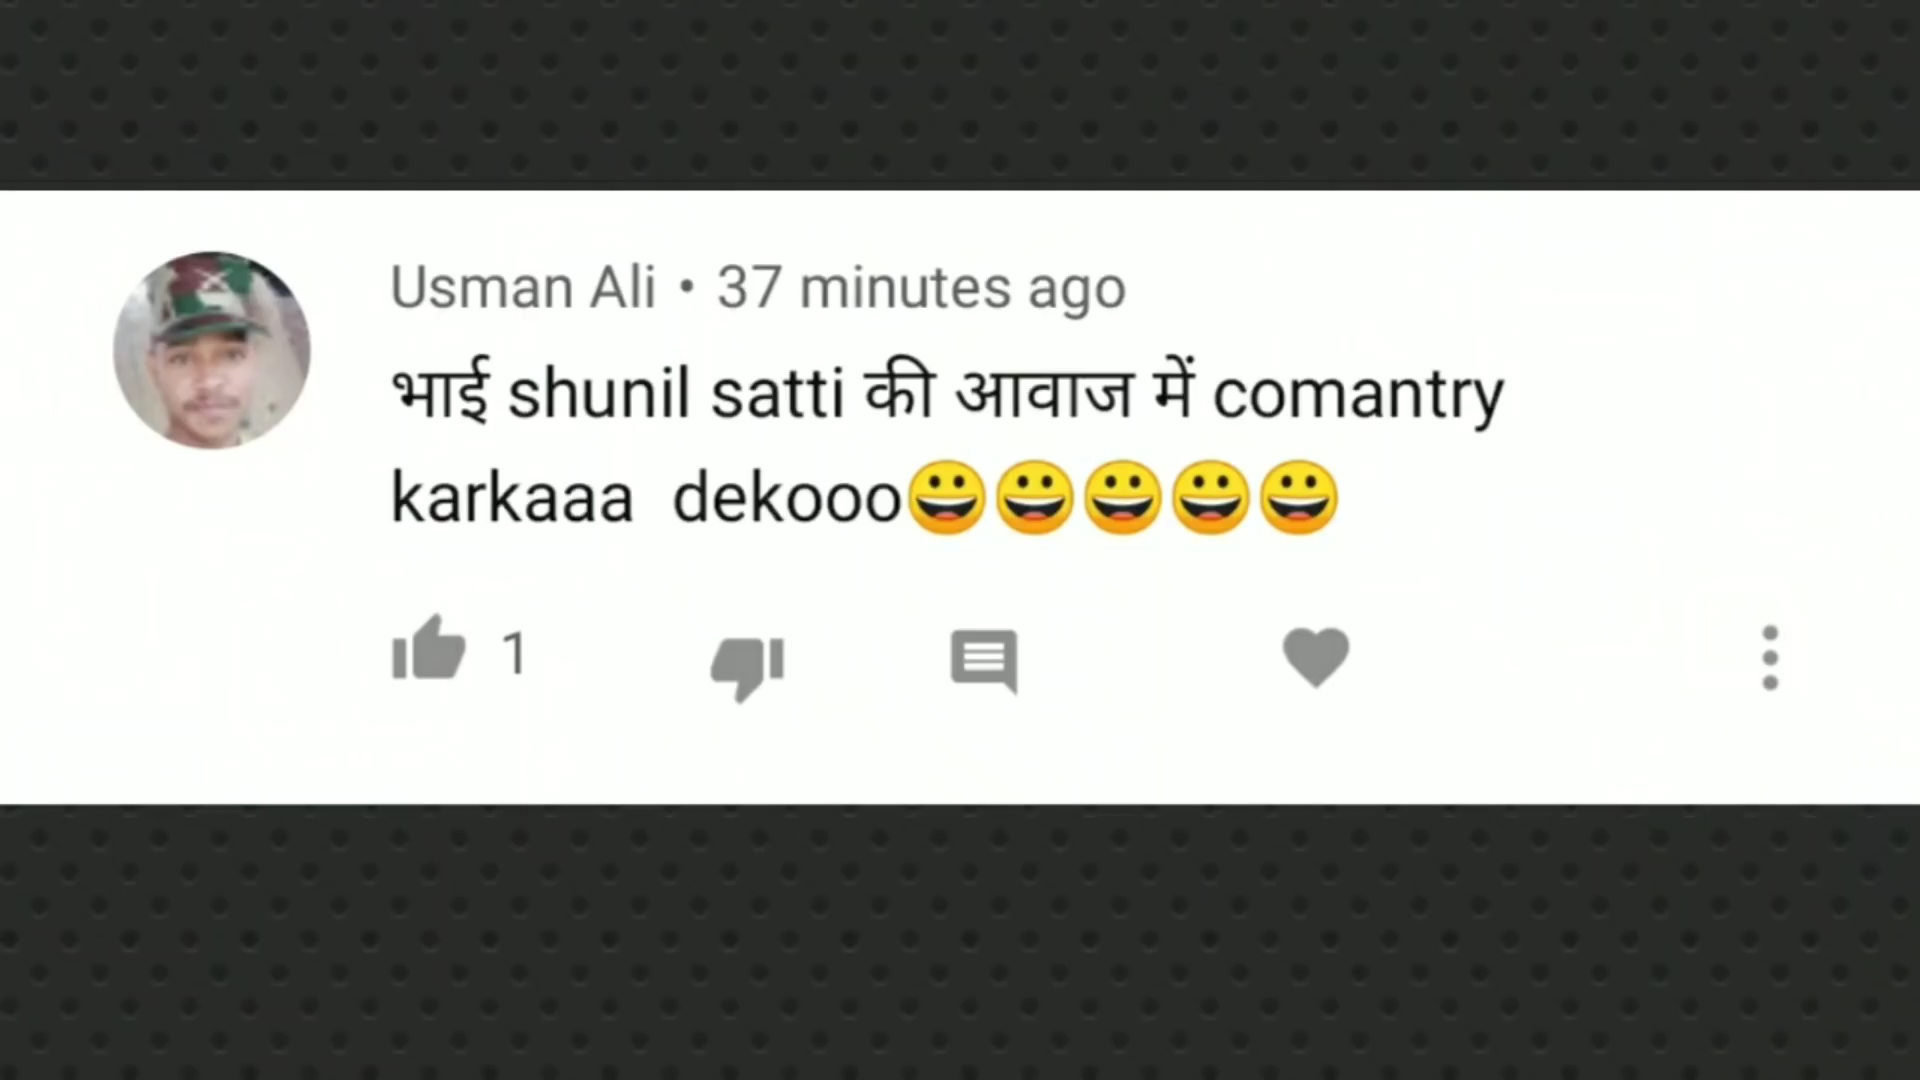 Usman Ali • 37 minutes ago
भाई shunil satti की आवाज में comantry
karkaaa  dekooo😀😀😀😀😀
1